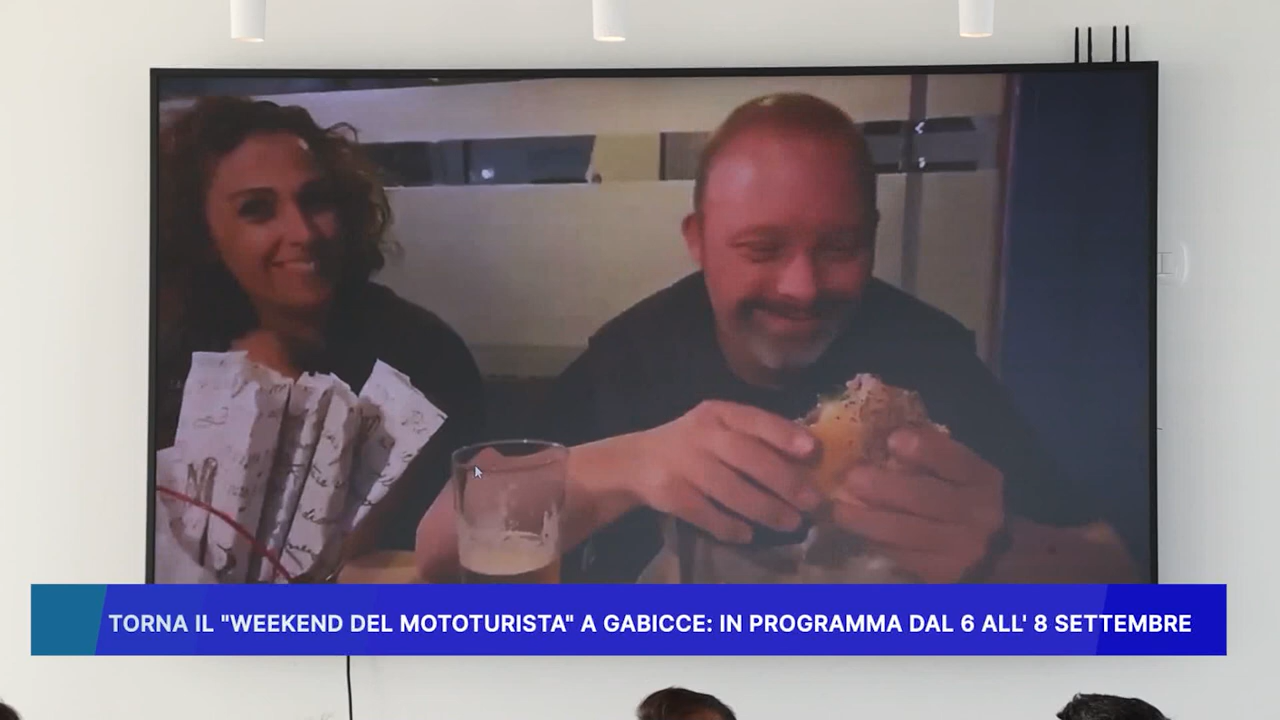 TORNA IL "WEEKEND DEL MOTOTURISTA" A GABICCE: IN PROGRAMMA DAL 6 ALL' 8 SETTEMBRE